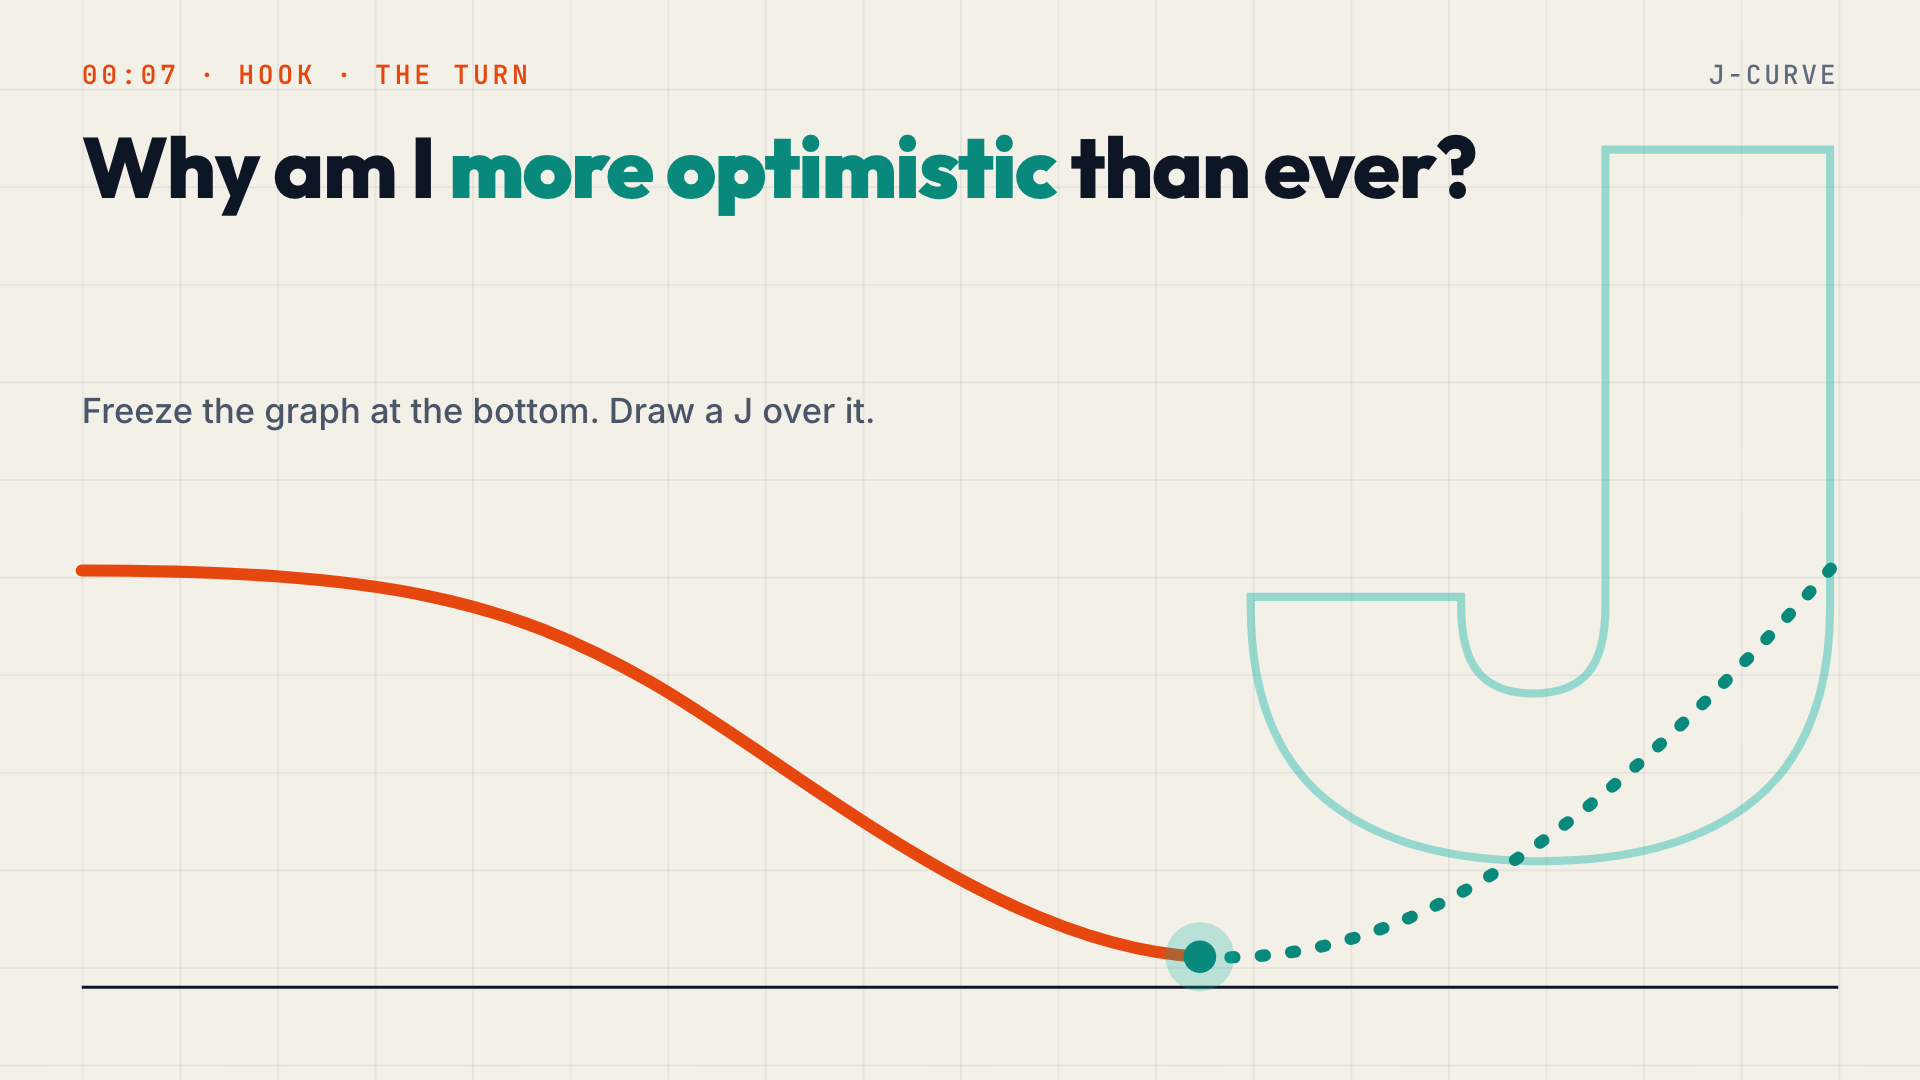 00:07 · HOOK · THE TURN
J-CURVE
Why am I more optimistic than ever?
Freeze the graph at the bottom. Draw a J over it.
J